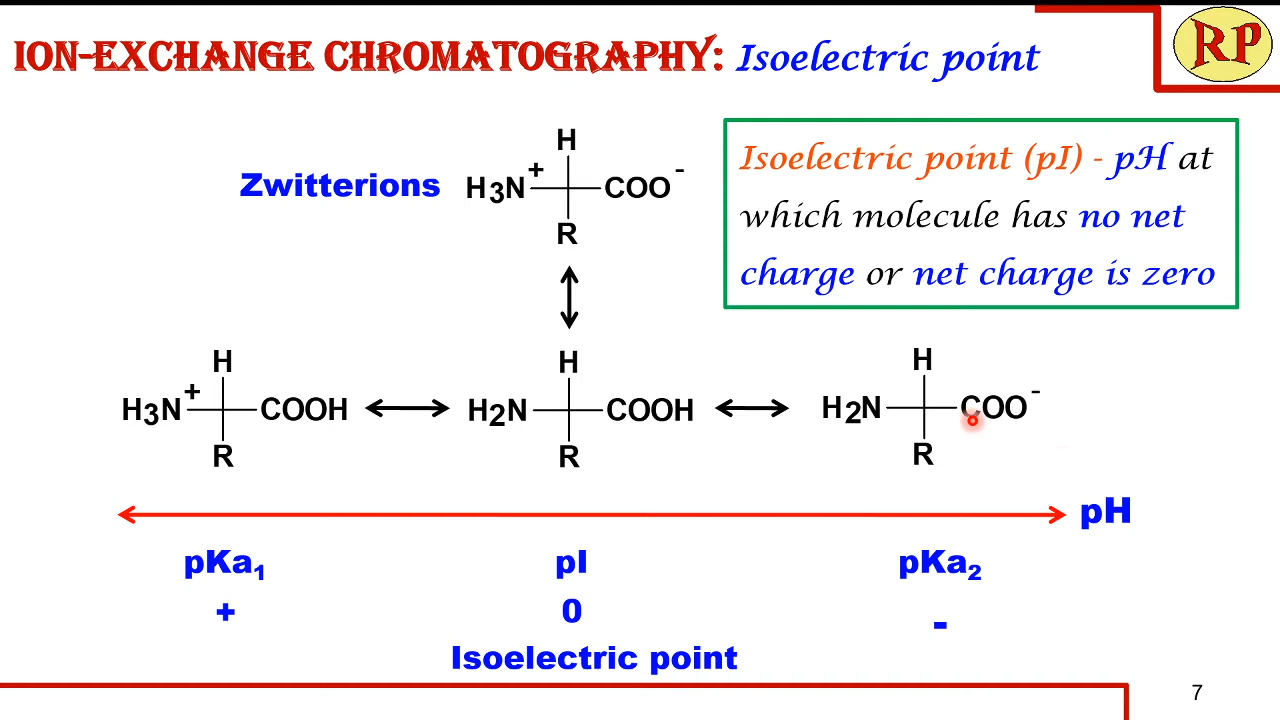 ION-EXCHANGE CHROMATOGRAPHY: Isoelectric point
RP
Zwitterions
H
H3N + COO -
R
Isoelectric point (pI) - pH at
which molecule has no net
charge or net charge is zero
H
H3N + COOH
R
H
H2N COOH
R
H
H2N COO -
R
pH
pKa1 pI pKa2
+ 0 -
Isoelectric point
7